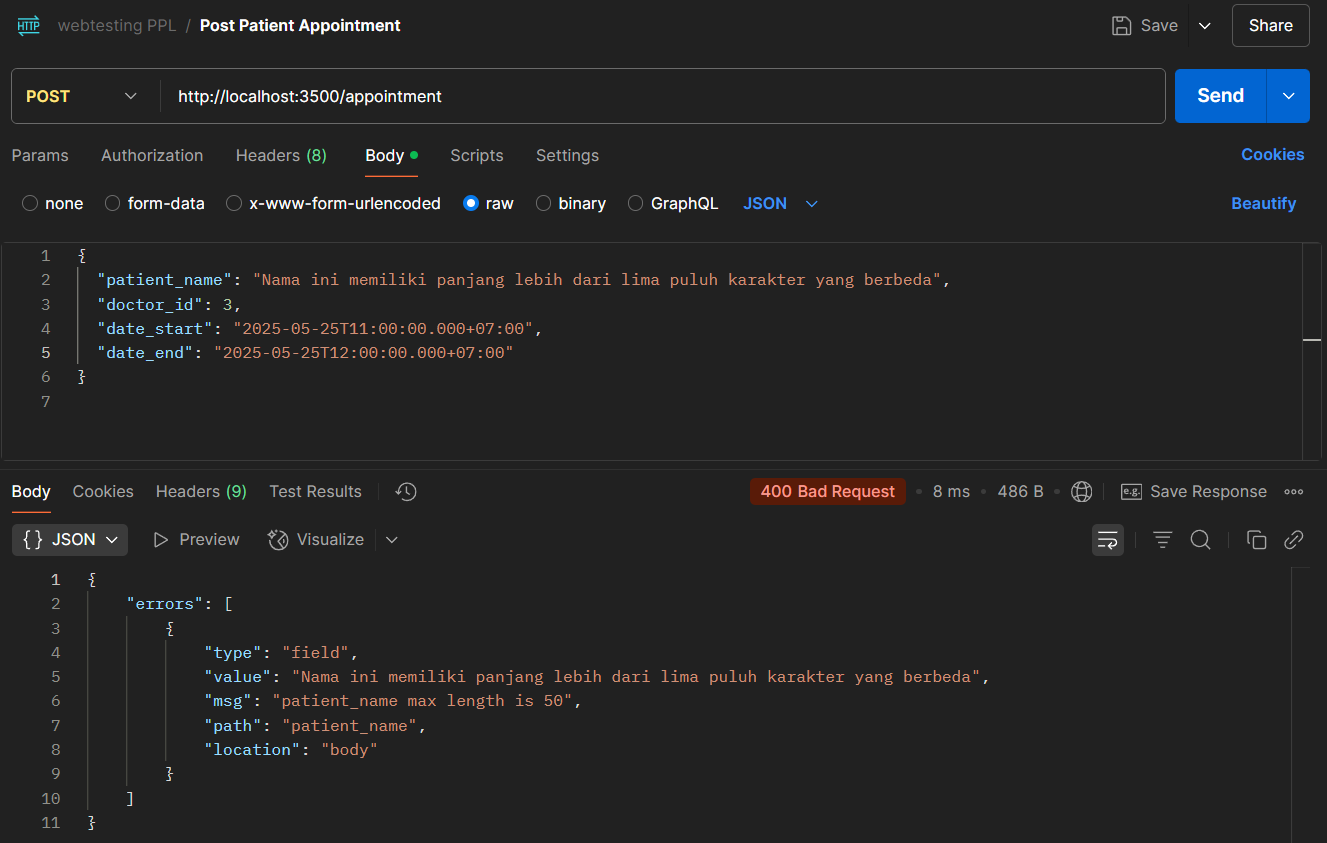 HTTP webtesting PPL / Post Patient Appointment Save Share
POST http://localhost:3500/appointment Send
Params Authorization Headers (8) Body Scripts Settings Cookies
none form-data x-www-form-urlencoded raw binary GraphQL JSON Beautify
1 {
2 "patient_name": "Nama ini memiliki panjang lebih dari lima puluh karakter yang berbeda",
3 "doctor_id": 3,
4 "date_start": "2025-05-25T11:00:00.000+07:00",
5 "date_end": "2025-05-25T12:00:00.000+07:00"
6 }
7
Body Cookies Headers (9) Test Results 400 Bad Request • 8 ms • 486 B • e.g. Save Response
{} JSON Preview Visualize
1 {
2 "errors": [
3 {
4 "type": "field",
5 "value": "Nama ini memiliki panjang lebih dari lima puluh karakter yang berbeda",
6 "msg": "patient_name max length is 50",
7 "path": "patient_name",
8 "location": "body"
9 }
10 ]
11 }